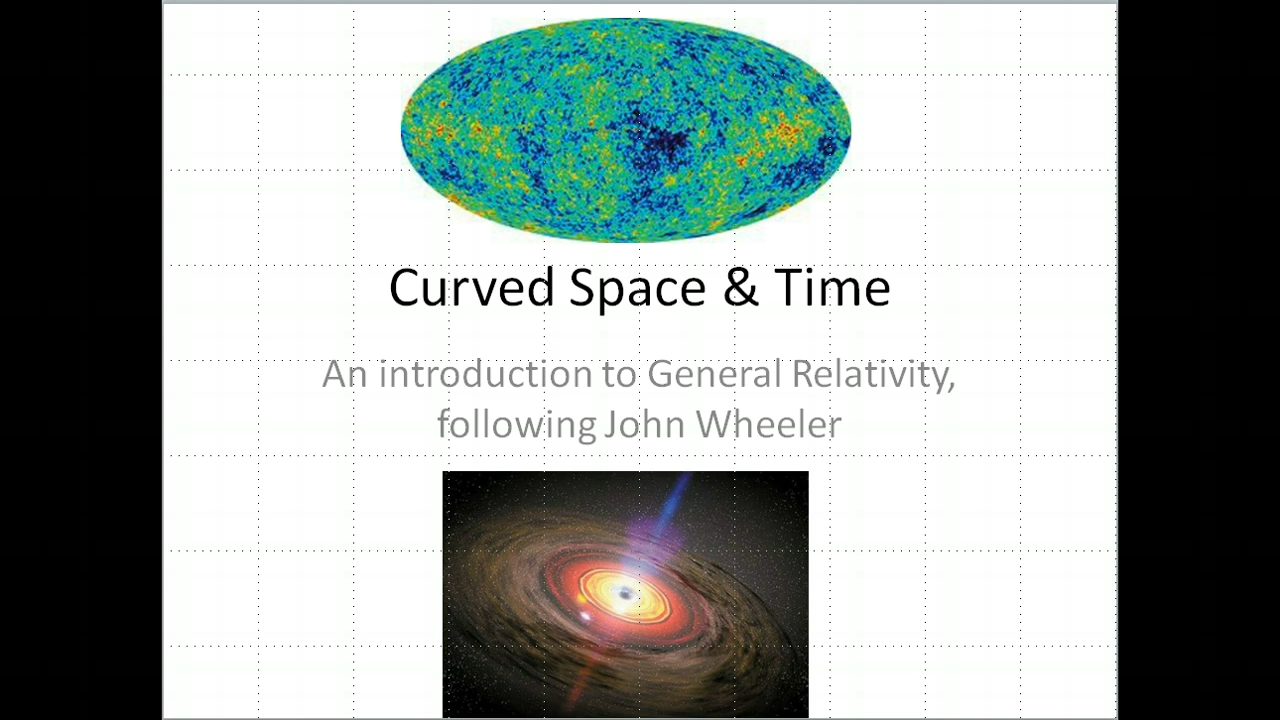 Curved Space & Time
An introduction to General Relativity,
following John Wheeler